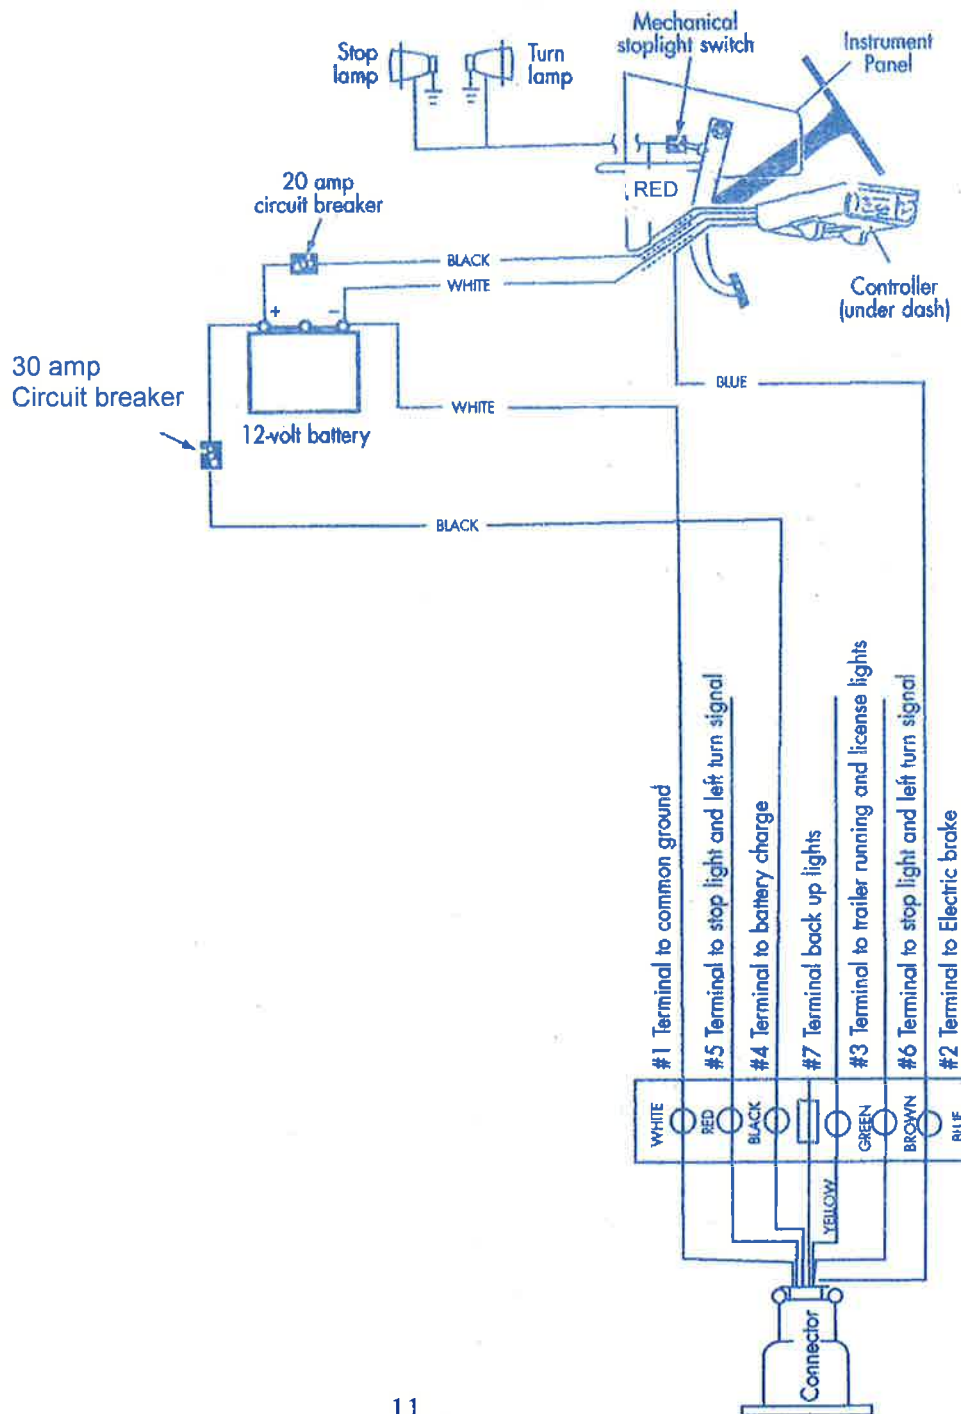 Mechanical
stoplight switch
Stop
lamp
Turn
lamp
Instrument
Panel
RED
20 amp
circuit breaker
BLACK
WHITE
+
−
Controller
(under dash)
30 amp
Circuit breaker
BLUE
WHITE
12-volt battery
BLACK
#1 Terminal to common ground
#5 Terminal to stop light and left turn signal
#4 Terminal to battery charge
#7 Terminal back up lights
#3 Terminal to trailer running and license lights
#6 Terminal to stop light and left turn signal
#2 Terminal to Electric brake
WHITE
RED
BLACK
GREEN
BROWN
BLUE
YELLOW
Connector
11